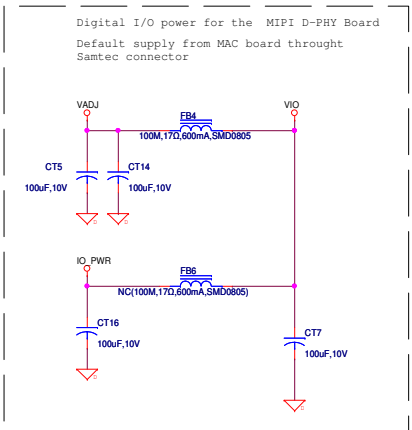 Digital I/O power for the MIPI D-PHY Board
Default supply from MAC board throught
Samtec connector
VADJ
FB4
VIO
100M,17Ω,600mA,SMD0805
CT5
CT14
100uF,10V
100uF,10V
IO_PWR
FB6
NC(100M,17Ω,600mA,SMD0805)
CT16
100uF,10V
CT7
100uF,10V